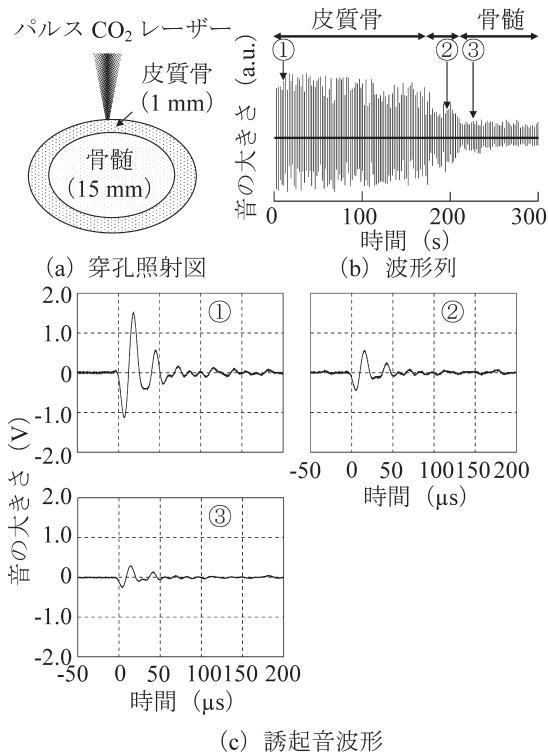 パルス CO2 レーザー
皮質骨
(1 mm)
骨髄
(15 mm)
(a) 穿孔照射図
皮質骨 骨髄
① ② ③
音の大きさ (a.u.)
0 100 200 300
時間 (s)
(b) 波形列
音の大きさ (V)
①
2.0
1.0
0
-1.0
-2.0
②
-50 0 50 100 150 200
時間 (μs)
③
2.0
1.0
0
-1.0
-2.0
-50 0 50 100 150 200
時間 (μs)
(c) 誘起音波形